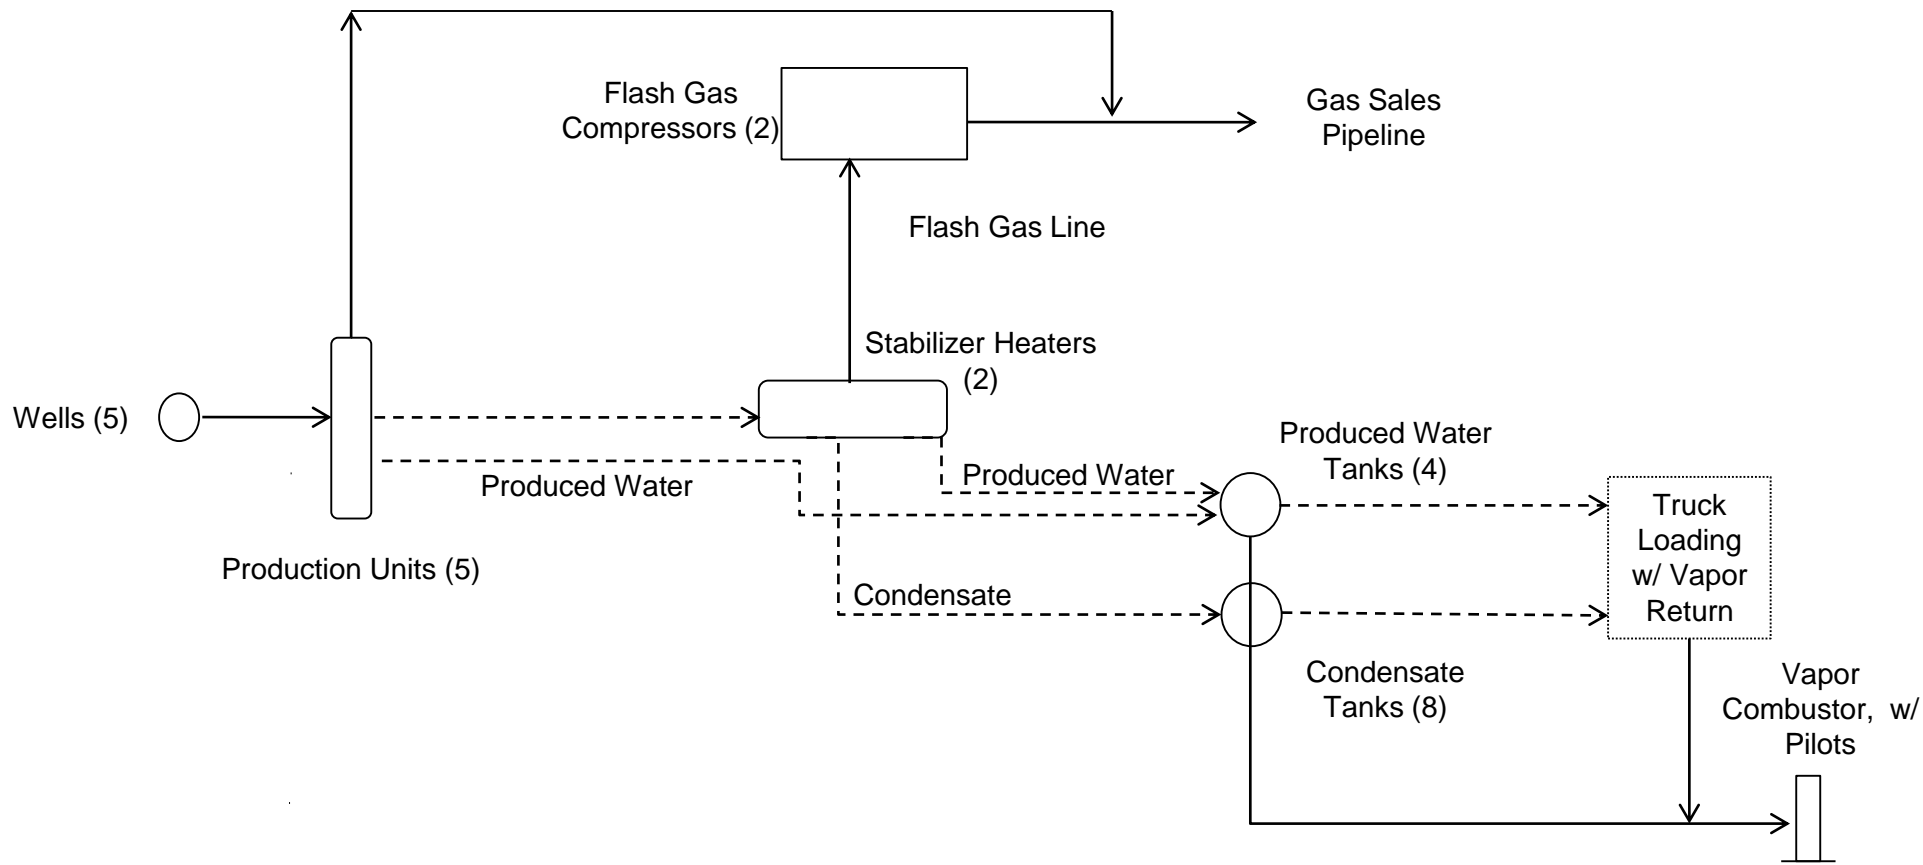 Flash Gas
Compressors (2)
Gas Sales
Pipeline
Flash Gas Line
Stabilizer Heaters
(2)
Wells (5)
Produced Water
Tanks (4)
Produced Water
Produced Water
Truck
Loading
w/ Vapor
Return
Production Units (5)
Condensate
Condensate
Tanks (8)
Vapor
Combustor, w/
Pilots